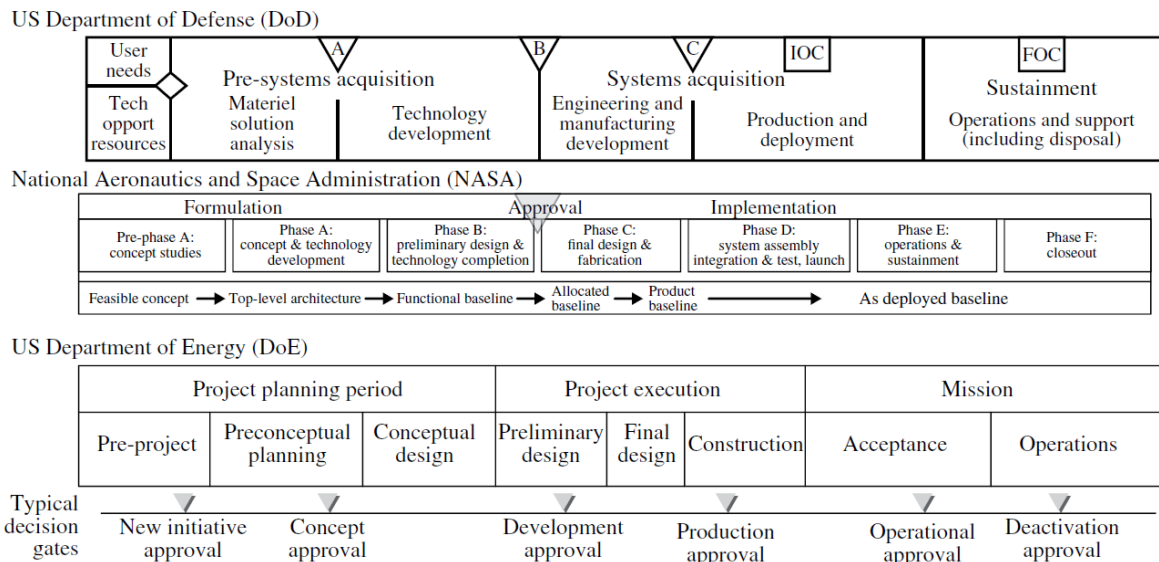 US Department of Defense (DoD)
User
needs
Tech
opport
resources
A
B
C
IOC
FOC
Pre-systems acquisition
Systems acquisition
Sustainment
Materiel
solution
analysis
Technology
development
Engineering and
manufacturing
development
Production and
deployment
Operations and support
(including disposal)
National Aeronautics and Space Administration (NASA)
Formulation
Approval
Implementation
Pre-phase A:
concept studies
Phase A:
concept & technology
development
Phase B:
preliminary design &
technology completion
Phase C:
final design &
fabrication
Phase D:
system assembly
integration & test, launch
Phase E:
operations &
sustainment
Phase F:
closeout
Feasible concept
Top-level architecture
Functional baseline
Allocated
baseline
Product
baseline
As deployed baseline
US Department of Energy (DoE)
Project planning period
Project execution
Mission
Pre-project
Preconceptual
planning
Conceptual
design
Preliminary
design
Final
design
Construction
Acceptance
Operations
Typical
decision
gates
New initiative
approval
Concept
approval
Development
approval
Production
approval
Operational
approval
Deactivation
approval